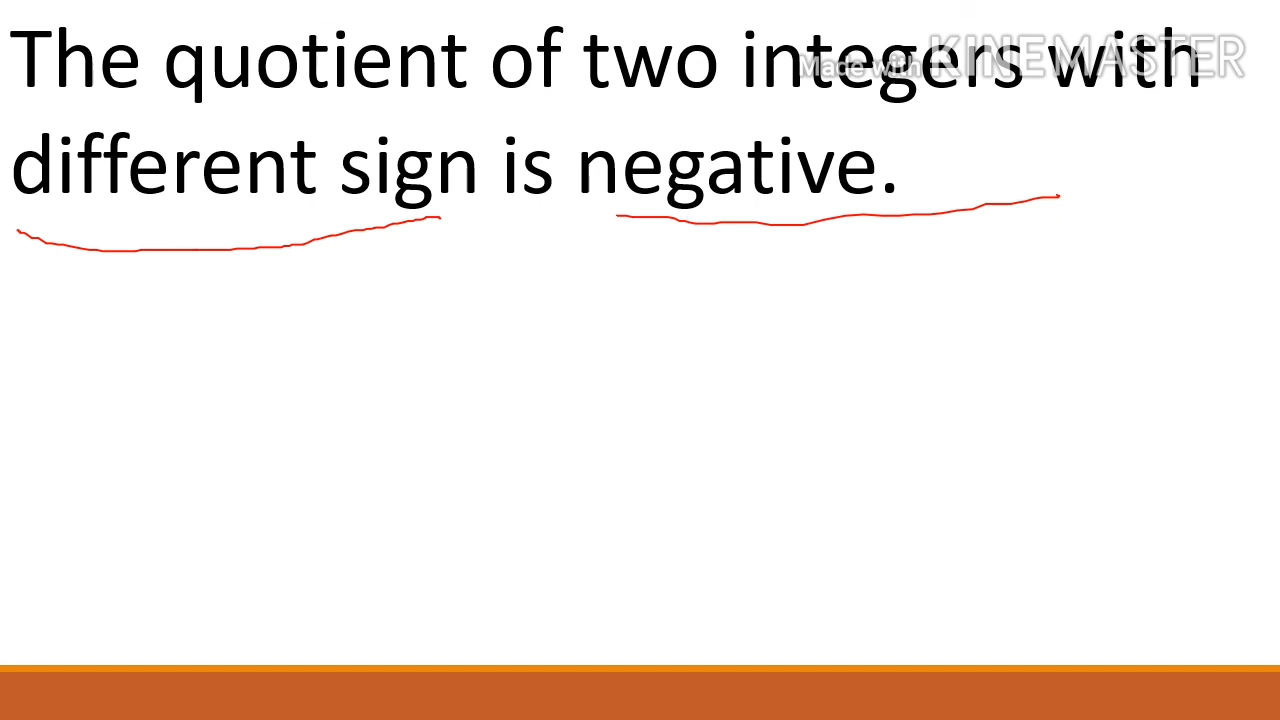 The quotient of two integers with
Made with KINEMASTER
different sign is negative.